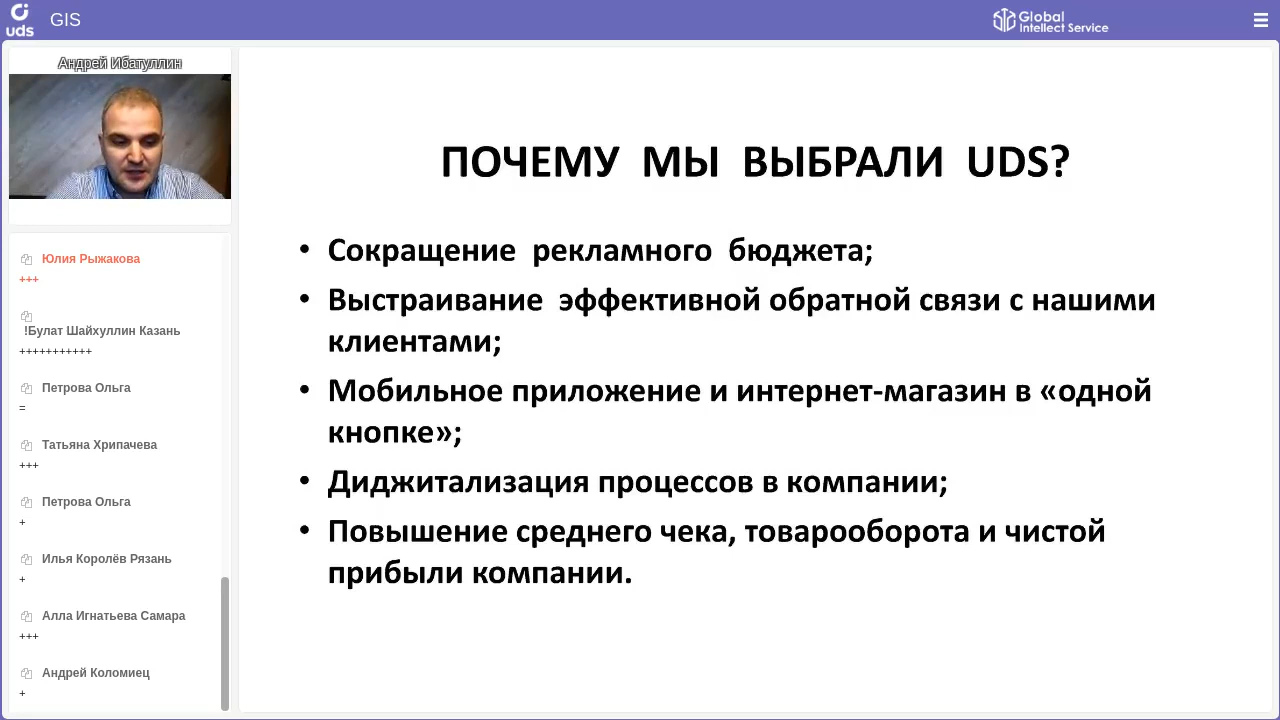 uds
GIS
Global
Intellect Service
Андрей Ибатуллин
Юлия Рыжакова
+++
!Булат Шайхуллин Казань
+++++++++++
Петрова Ольга
=
Татьяна Хрипачева
+++
Петрова Ольга
+
Илья Королёв Рязань
+
Алла Игнатьева Самара
+++
Андрей Коломиец
+
ПОЧЕМУ МЫ ВЫБРАЛИ UDS?
• Сокращение рекламного бюджета;
• Выстраивание эффективной обратной связи с нашими
клиентами;
• Мобильное приложение и интернет-магазин в «одной
кнопке»;
• Диджитализация процессов в компании;
• Повышение среднего чека, товарооборота и чистой
прибыли компании.